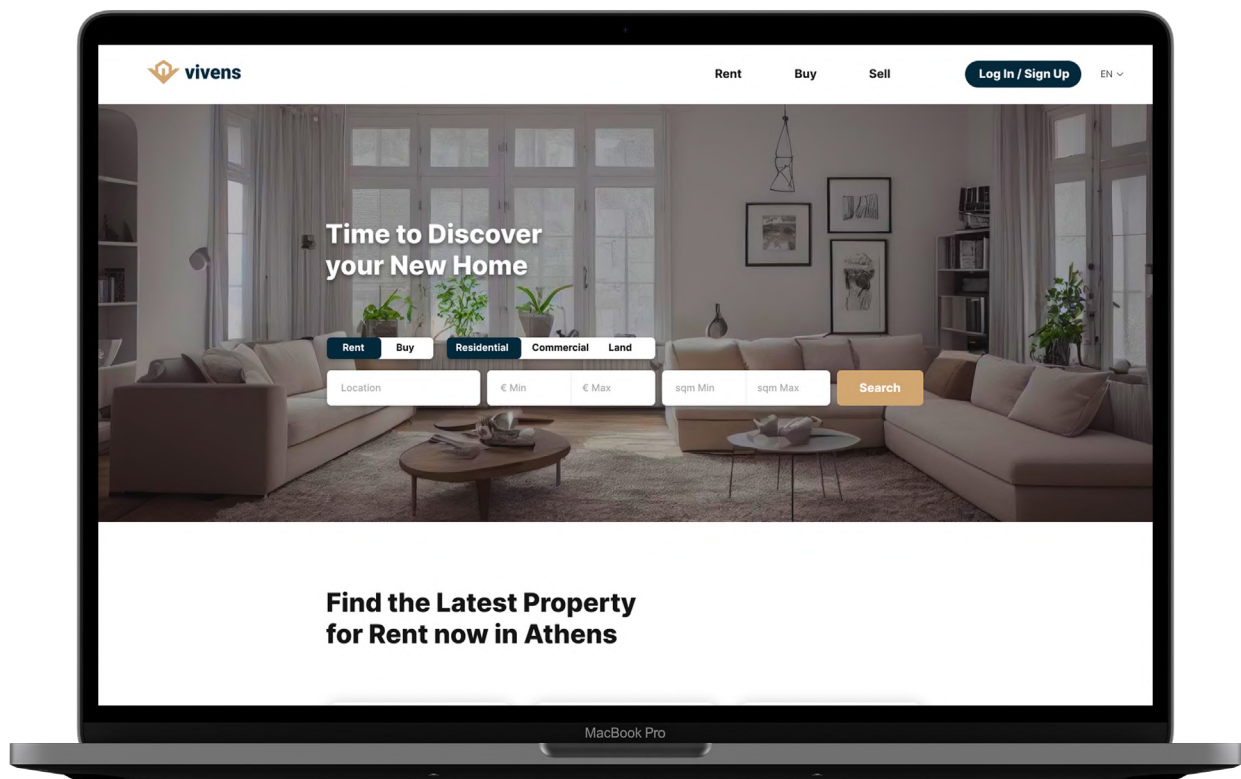 vivens
Rent
Buy
Sell
Log In / Sign Up
EN
Time to Discover
your New Home
Rent
Buy
Residential
Commercial
Land
Location
€ Min
€ Max
sqm Min
sqm Max
Search
Find the Latest Property
for Rent now in Athens
MacBook Pro